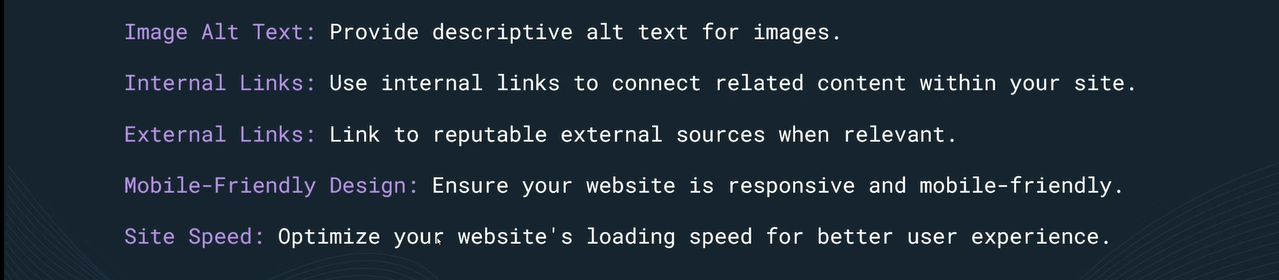 Image Alt Text: Provide descriptive alt text for images.
Internal Links: Use internal links to connect related content within your site.
External Links: Link to reputable external sources when relevant.
Mobile-Friendly Design: Ensure your website is responsive and mobile-friendly.
Site Speed: Optimize your website's loading speed for better user experience.